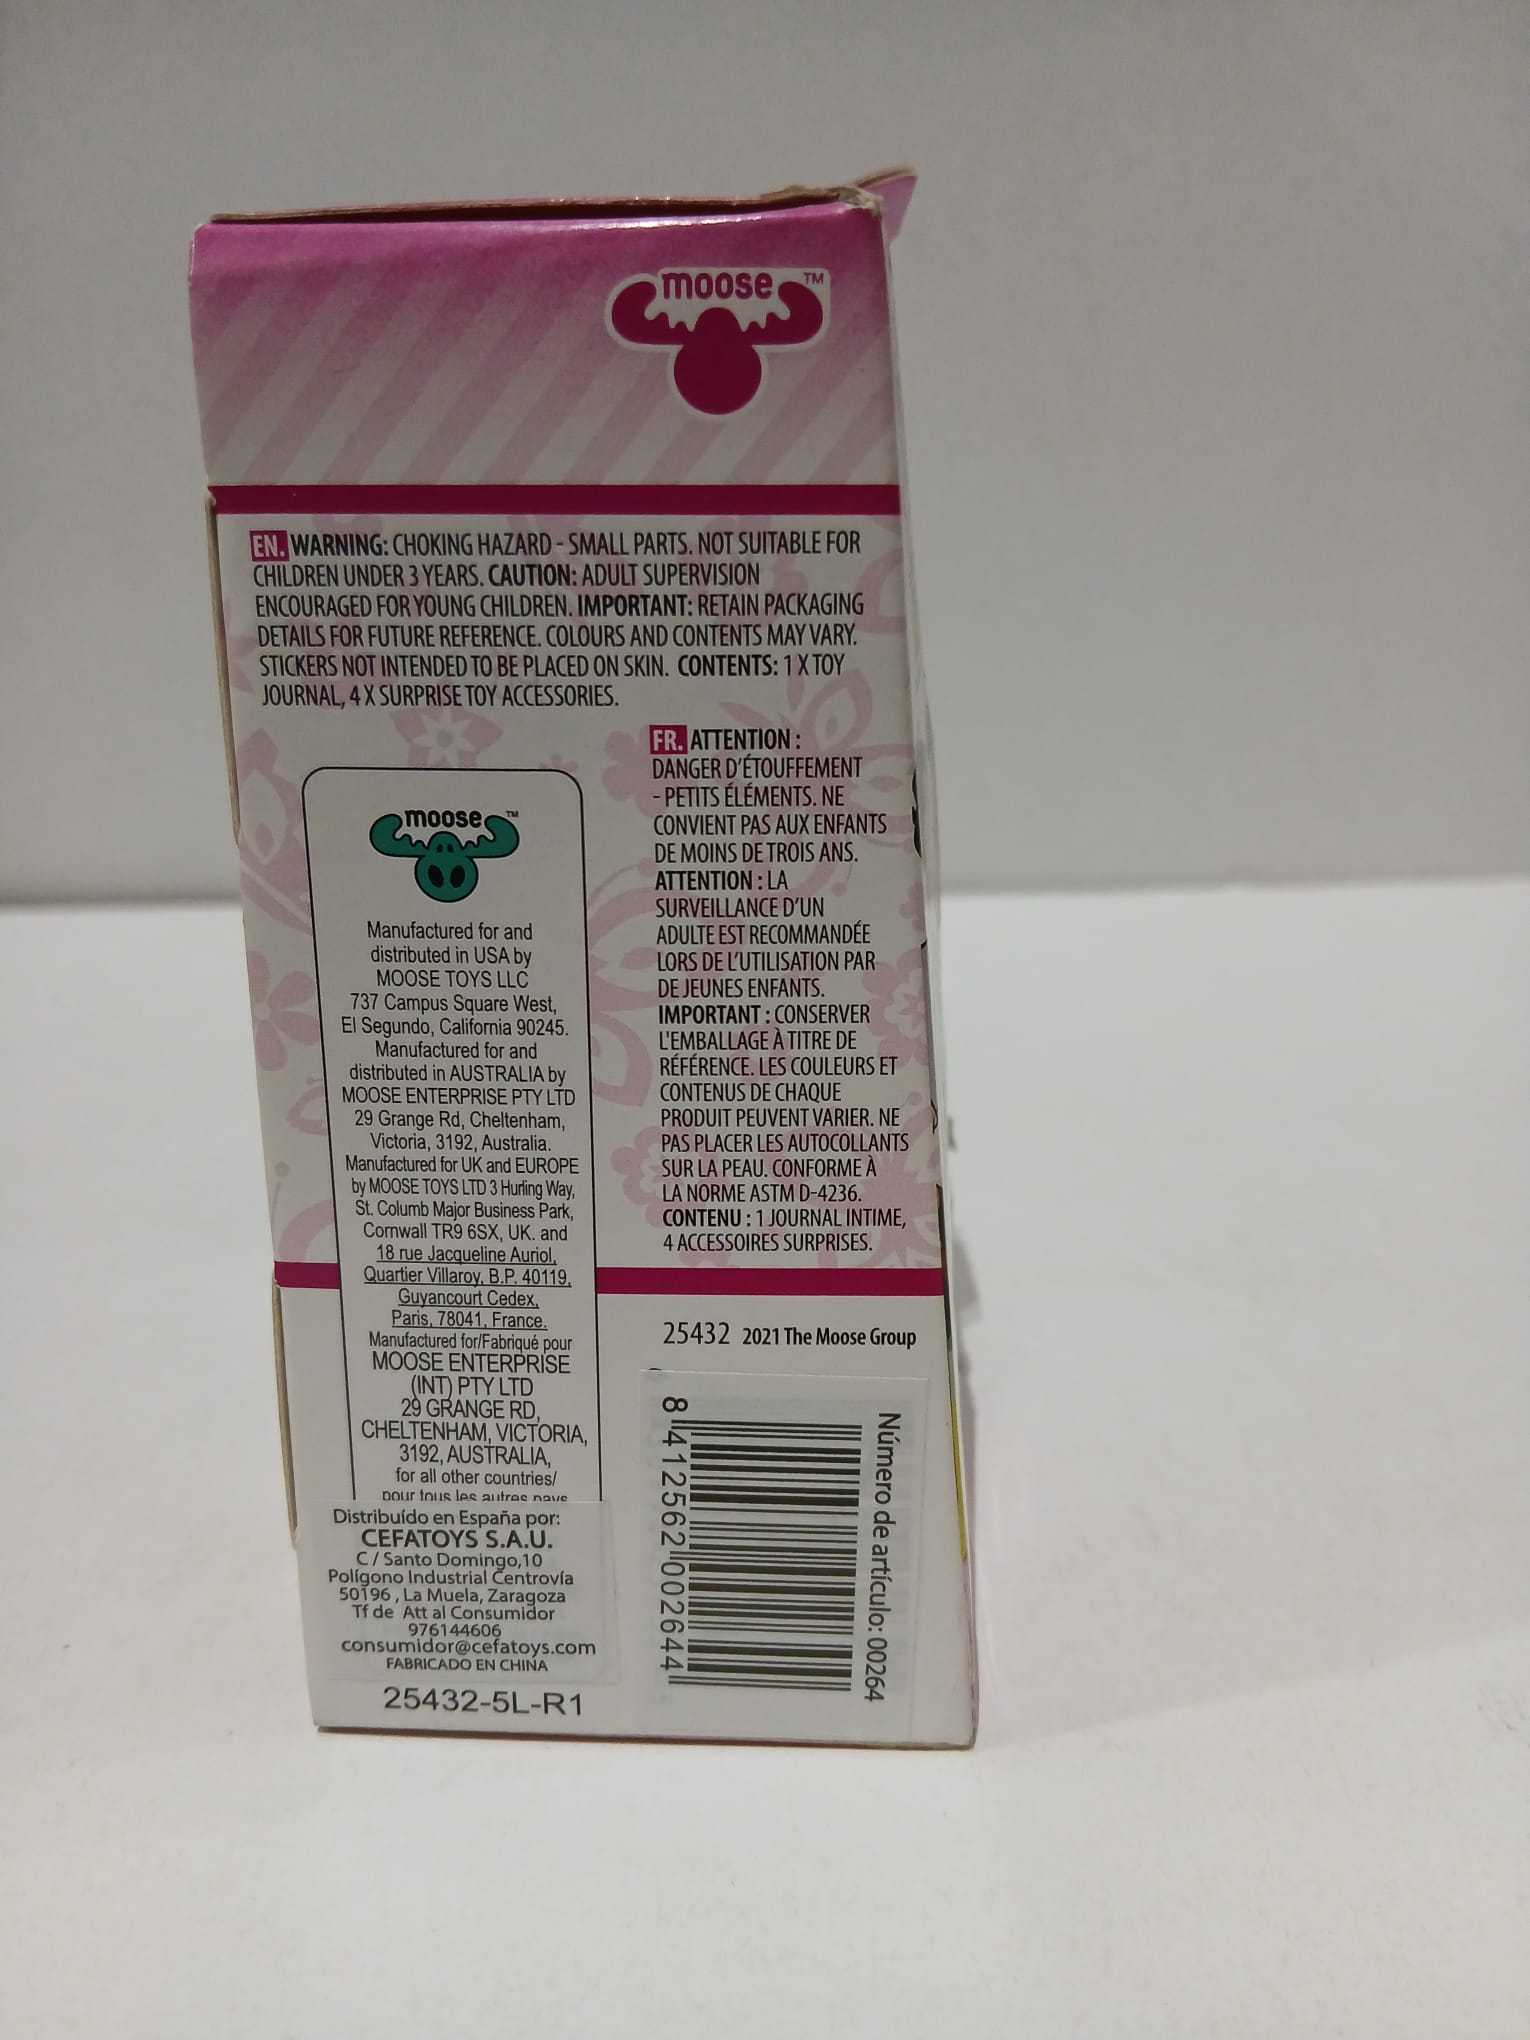 moose TM
EN. WARNING: CHOKING HAZARD - SMALL PARTS. NOT SUITABLE FOR
CHILDREN UNDER 3 YEARS. CAUTION: ADULT SUPERVISION
ENCOURAGED FOR YOUNG CHILDREN. IMPORTANT: RETAIN PACKAGING
DETAILS FOR FUTURE REFERENCE. COLOURS AND CONTENTS MAY VARY.
STICKERS NOT INTENDED TO BE PLACED ON SKIN. CONTENTS: 1 X TOY
JOURNAL, 4 X SURPRISE TOY ACCESSORIES.
FR. ATTENTION :
DANGER D'ÉTOUFFEMENT
- PETITS ÉLÉMENTS. NE
CONVIENT PAS AUX ENFANTS
DE MOINS DE TROIS ANS.
ATTENTION : LA
SURVEILLANCE D'UN
ADULTE EST RECOMMANDÉE
LORS DE L'UTILISATION PAR
DE JEUNES ENFANTS.
IMPORTANT : CONSERVER
L'EMBALLAGE À TITRE DE
RÉFÉRENCE. LES COULEURS ET
CONTENUS DE CHAQUE
PRODUIT PEUVENT VARIER. NE
PAS PLACER LES AUTOCOLLANTS
SUR LA PEAU. CONFORME À
LA NORME ASTM D-4236.
CONTENU : 1 JOURNAL INTIME,
4 ACCESSOIRES SURPRISES.
moose TM
Manufactured for and
distributed in USA by
MOOSE TOYS LLC
737 Campus Square West,
El Segundo, California 90245.
Manufactured for and
distributed in AUSTRALIA by
MOOSE ENTERPRISE PTY LTD
29 Grange Rd, Cheltenham,
Victoria, 3192, Australia.
Manufactured for UK and EUROPE
by MOOSE TOYS LTD 3 Hurling Way,
St. Columb Major Business Park,
Cornwall TR9 6SX, UK. and
18 rue Jacqueline Auriol,
Quartier Villaroy, B.P. 40119,
Guyancourt Cedex,
Paris, 78041, France.
Manufactured for/Fabriqué pour
MOOSE ENTERPRISE
(INT) PTY LTD
29 GRANGE RD,
CHELTENHAM, VICTORIA,
3192, AUSTRALIA,
for all other countries/
pour tous les autres pays
Distribuído en España por:
CEFATOYS S.A.U.
C / Santo Domingo,10
Polígono Industrial Centrovía
50196 , La Muela, Zaragoza
Tf de Att al Consumidor
976144606
consumidor@cefatoys.com
FABRICADO EN CHINA
25432-5L-R1
25432 2021 The Moose Group
8 412562 002644
Número de artículo: 00264